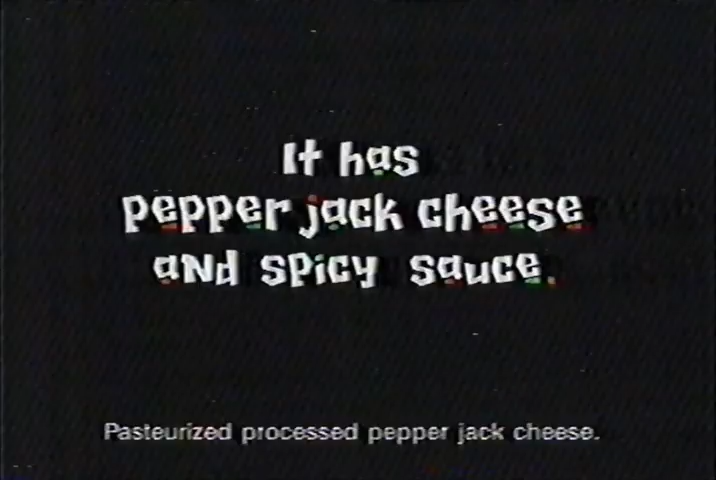 It has
pepper jack cheese
aNd spicy sauce.
Pasteurized processed pepper jack cheese.